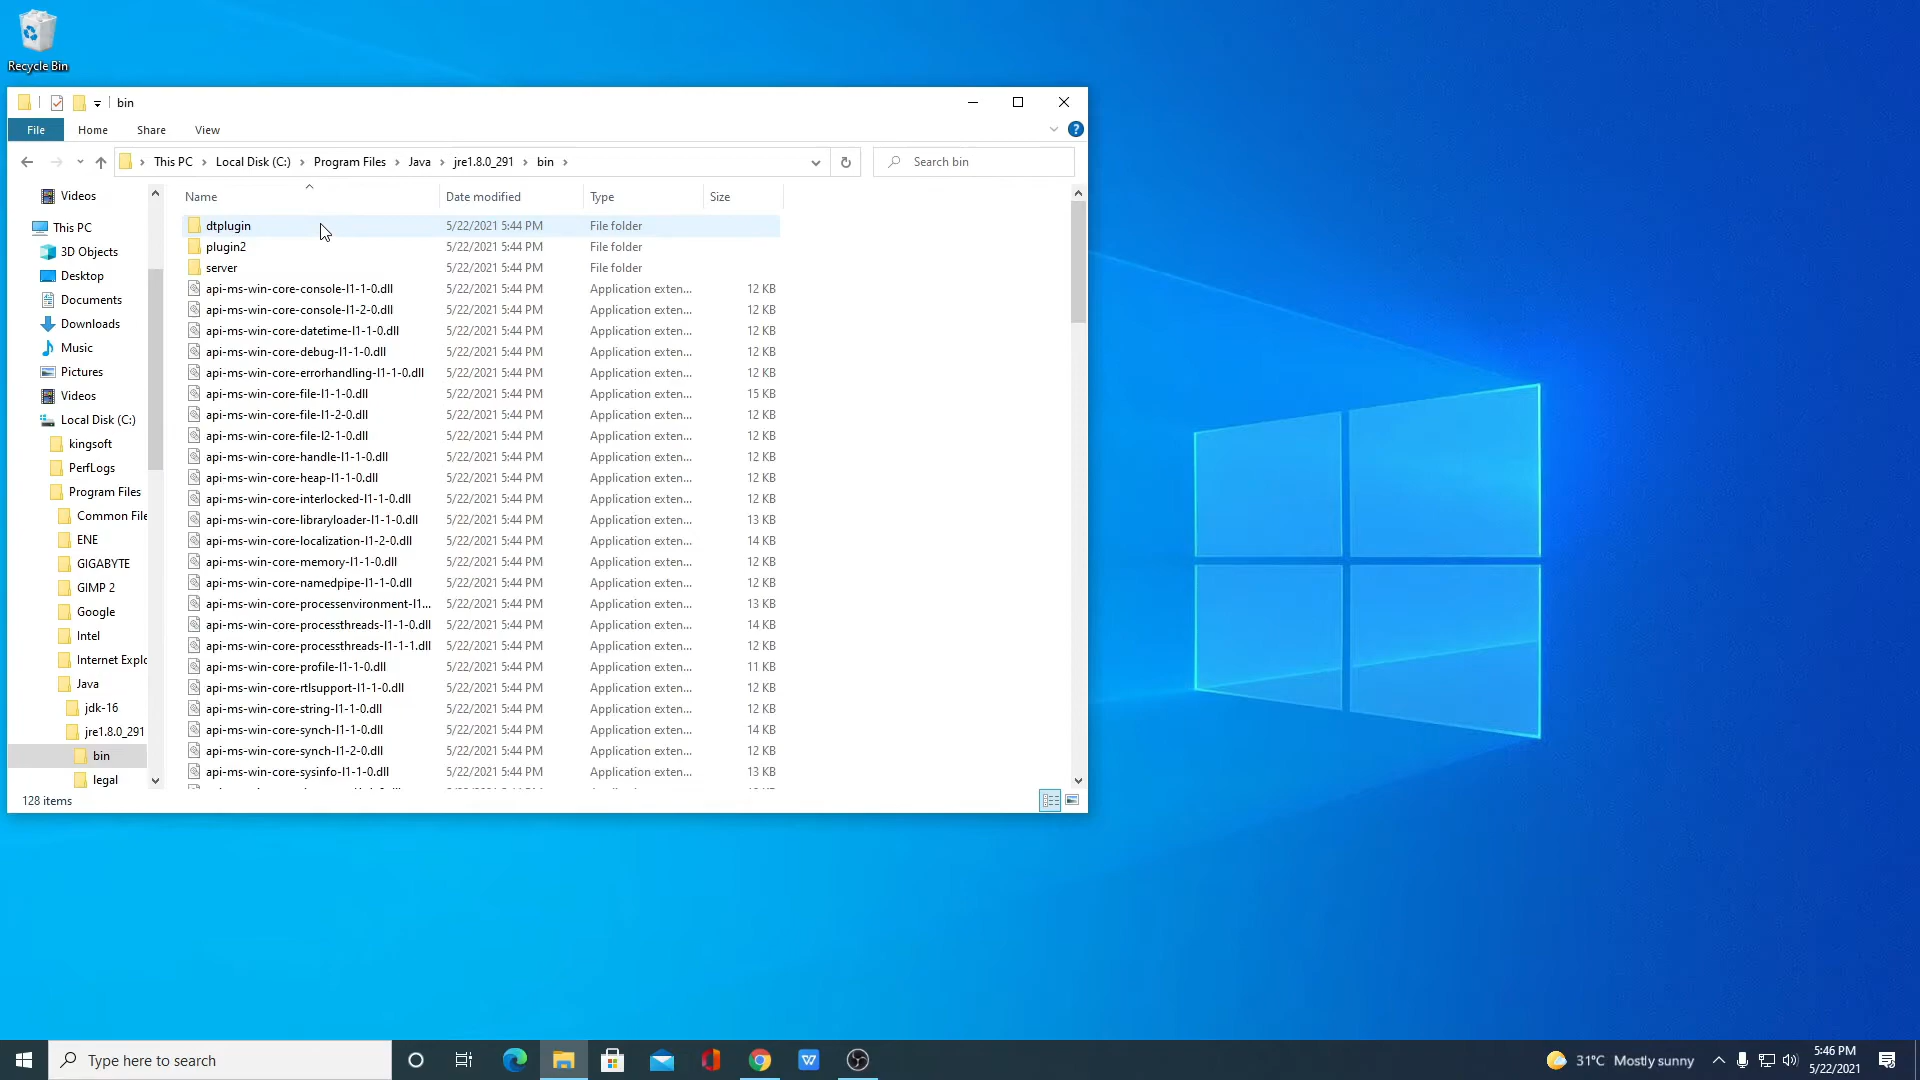 Recycle Bin
bin
File Home Share View
This PC Local Disk (C:) Program Files Java jre1.8.0_291 bin
Search bin
Videos
This PC
3D Objects
Desktop
Documents
Downloads
Music
Pictures
Videos
Local Disk (C:)
kingsoft
PerfLogs
Program Files
Common File
ENE
GIGABYTE
GIMP 2
Google
Intel
Internet Explo
Java
jdk-16
jre1.8.0_291
bin
legal
Name Date modified Type Size
dtplugin 5/22/2021 5:44 PM File folder
plugin2 5/22/2021 5:44 PM File folder
server 5/22/2021 5:44 PM File folder
api-ms-win-core-console-l1-1-0.dll 5/22/2021 5:44 PM Application exten... 12 KB
api-ms-win-core-console-l1-2-0.dll 5/22/2021 5:44 PM Application exten... 12 KB
api-ms-win-core-datetime-l1-1-0.dll 5/22/2021 5:44 PM Application exten... 12 KB
api-ms-win-core-debug-l1-1-0.dll 5/22/2021 5:44 PM Application exten... 12 KB
api-ms-win-core-errorhandling-l1-1-0.dll 5/22/2021 5:44 PM Application exten... 12 KB
api-ms-win-core-file-l1-1-0.dll 5/22/2021 5:44 PM Application exten... 15 KB
api-ms-win-core-file-l1-2-0.dll 5/22/2021 5:44 PM Application exten... 12 KB
api-ms-win-core-file-l2-1-0.dll 5/22/2021 5:44 PM Application exten... 12 KB
api-ms-win-core-handle-l1-1-0.dll 5/22/2021 5:44 PM Application exten... 12 KB
api-ms-win-core-heap-l1-1-0.dll 5/22/2021 5:44 PM Application exten... 12 KB
api-ms-win-core-interlocked-l1-1-0.dll 5/22/2021 5:44 PM Application exten... 12 KB
api-ms-win-core-libraryloader-l1-1-0.dll 5/22/2021 5:44 PM Application exten... 13 KB
api-ms-win-core-localization-l1-2-0.dll 5/22/2021 5:44 PM Application exten... 14 KB
api-ms-win-core-memory-l1-1-0.dll 5/22/2021 5:44 PM Application exten... 12 KB
api-ms-win-core-namedpipe-l1-1-0.dll 5/22/2021 5:44 PM Application exten... 12 KB
api-ms-win-core-processenvironment-l1... 5/22/2021 5:44 PM Application exten... 13 KB
api-ms-win-core-processthreads-l1-1-0.dll 5/22/2021 5:44 PM Application exten... 14 KB
api-ms-win-core-processthreads-l1-1-1.dll 5/22/2021 5:44 PM Application exten... 12 KB
api-ms-win-core-profile-l1-1-0.dll 5/22/2021 5:44 PM Application exten... 11 KB
api-ms-win-core-rtlsupport-l1-1-0.dll 5/22/2021 5:44 PM Application exten... 12 KB
api-ms-win-core-string-l1-1-0.dll 5/22/2021 5:44 PM Application exten... 12 KB
api-ms-win-core-synch-l1-1-0.dll 5/22/2021 5:44 PM Application exten... 14 KB
api-ms-win-core-synch-l1-2-0.dll 5/22/2021 5:44 PM Application exten... 12 KB
api-ms-win-core-sysinfo-l1-1-0.dll 5/22/2021 5:44 PM Application exten... 13 KB
128 items
Type here to search
31°C Mostly sunny
5:46 PM
5/22/2021